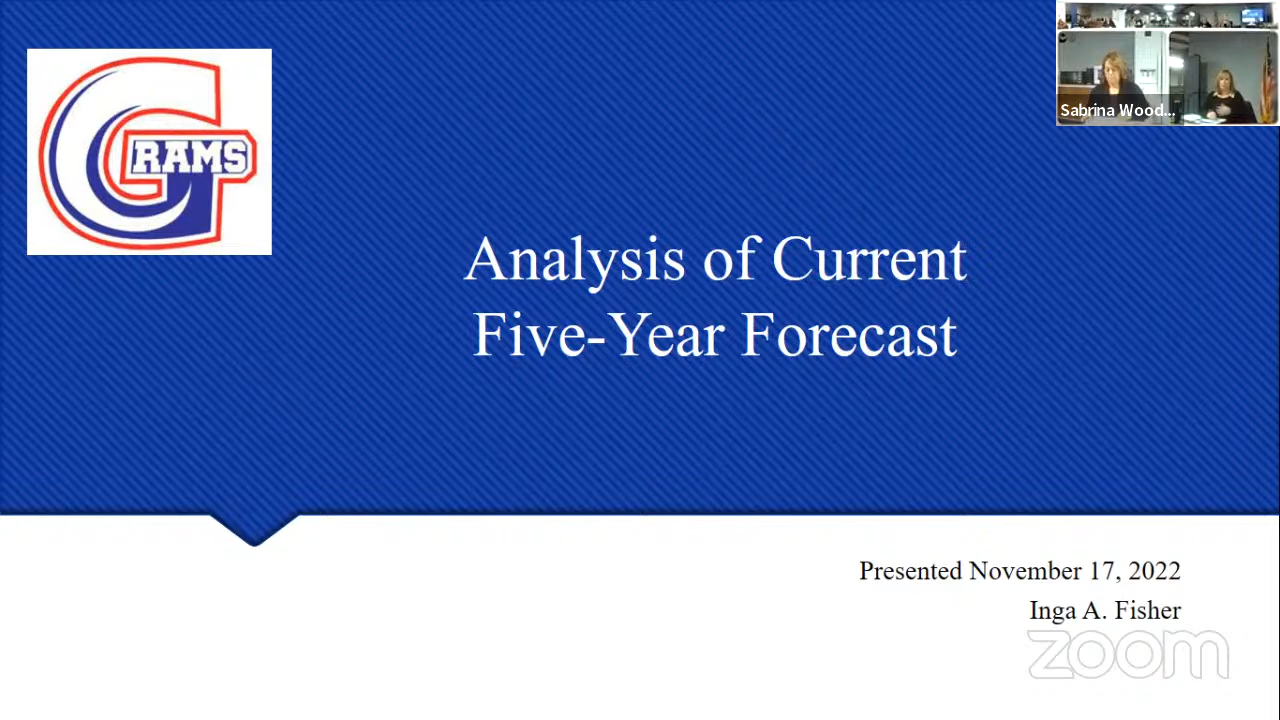 RAMS
Sabrina Wood...
Analysis of Current
Five-Year Forecast
Presented November 17, 2022
Inga A. Fisher
zoom